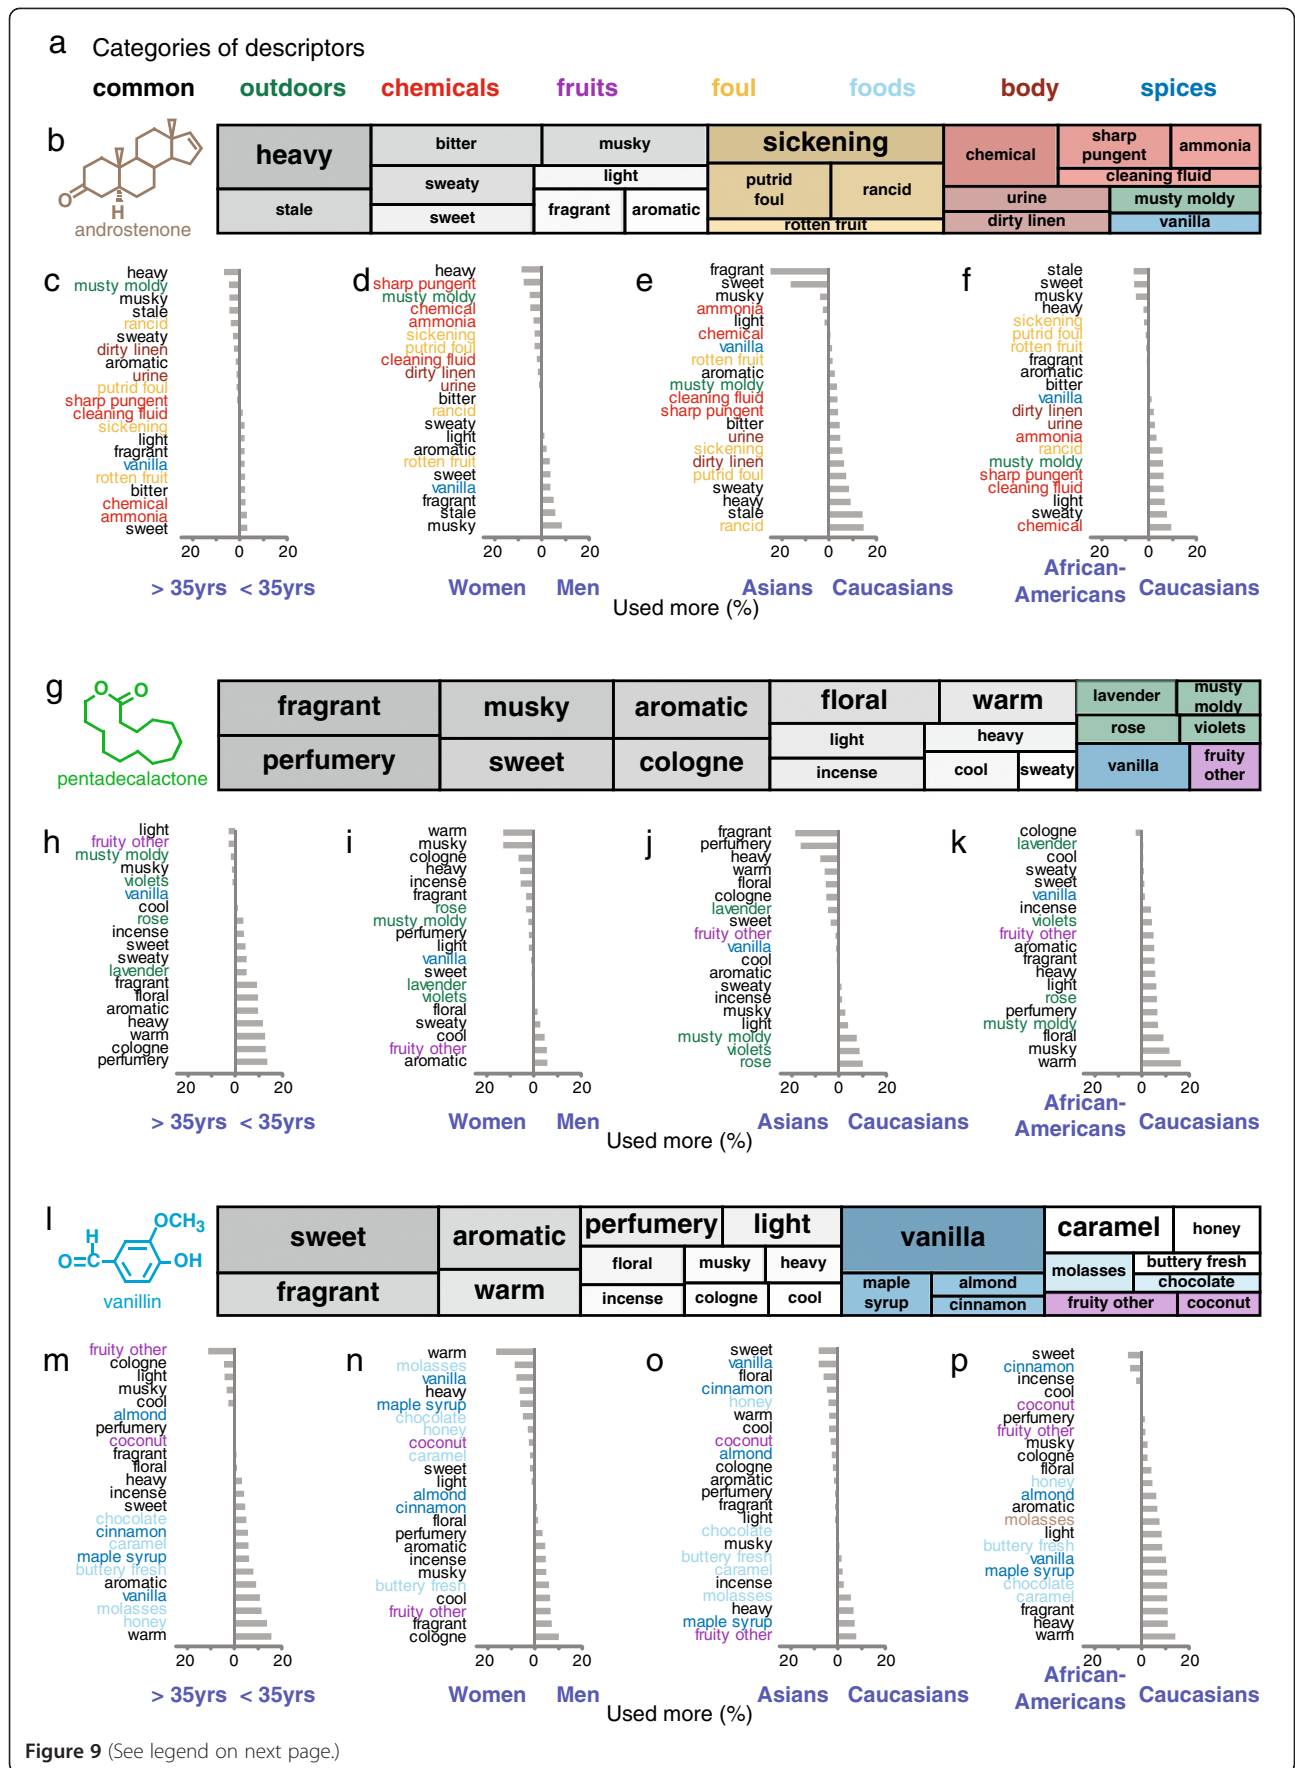 a Categories of descriptors
common outdoors chemicals fruits foul foods body spices
b
O
H
androstenone
heavy
stale
bitter
musky
sweaty
light
sweet
fragrant
aromatic
sickening
putrid
foul
rancid
rotten fruit
chemical
sharp
pungent
ammonia
cleaning fluid
urine
musty moldy
dirty linen
vanilla
c
heavy
musty moldy
musky
stale
rancid
sweaty
dirty linen
aromatic
urine
putrid foul
sharp pungent
cleaning fluid
sickening
light
fragrant
vanilla
rotten fruit
bitter
chemical
ammonia
sweet
20 0 20
> 35yrs < 35yrs
d
heavy
sharp pungent
musty moldy
chemical
ammonia
sickening
putrid foul
cleaning fluid
dirty linen
urine
bitter
rancid
sweaty
light
aromatic
rotten fruit
sweet
vanilla
fragrant
stale
musky
20 0 20
Women Men
e
fragrant
sweet
musky
ammonia
light
chemical
vanilla
rotten fruit
aromatic
musty moldy
cleaning fluid
sharp pungent
bitter
urine
sickening
dirty linen
putrid foul
sweaty
heavy
stale
rancid
20 0 20
Asians Caucasians
f
stale
sweet
musky
heavy
sickening
putrid foul
rotten fruit
fragrant
aromatic
bitter
vanilla
dirty linen
urine
ammonia
rancid
musty moldy
sharp pungent
cleaning fluid
light
sweaty
chemical
20 0 20
African-
Americans Caucasians
Used more (%)
g
O
O
pentadecalactone
fragrant
perfumery
musky
sweet
aromatic
cologne
floral
warm
light
heavy
incense
cool
sweaty
lavender
musty
moldy
rose
violets
vanilla
fruity
other
h
light
fruity other
musty moldy
musky
violets
vanilla
cool
rose
incense
sweet
sweaty
lavender
fragrant
floral
aromatic
heavy
warm
cologne
perfumery
20 0 20
> 35yrs < 35yrs
i
warm
musky
cologne
heavy
incense
fragrant
rose
musty moldy
perfumery
light
vanilla
sweet
lavender
violets
floral
sweaty
cool
fruity other
aromatic
20 0 20
Women Men
j
fragrant
perfumery
heavy
warm
floral
cologne
lavender
sweet
fruity other
vanilla
cool
aromatic
sweaty
incense
musky
light
musty moldy
violets
rose
20 0 20
Asians Caucasians
k
cologne
lavender
cool
sweaty
sweet
vanilla
incense
violets
fruity other
aromatic
fragrant
heavy
light
rose
perfumery
musty moldy
floral
musky
warm
20 0 20
African-
Americans Caucasians
Used more (%)
l
OCH3
H
O=C
OH
vanillin
sweet
fragrant
aromatic
warm
perfumery
light
floral
musky
heavy
incense
cologne
cool
vanilla
maple
syrup
almond
cinnamon
caramel
honey
molasses
buttery fresh
chocolate
fruity other
coconut
m
fruity other
cologne
light
musky
cool
almond
perfumery
coconut
fragrant
floral
heavy
incense
sweet
chocolate
cinnamon
caramel
maple syrup
buttery fresh
aromatic
vanilla
molasses
honey
warm
20 0 20
> 35yrs < 35yrs
n
warm
molasses
vanilla
heavy
maple syrup
chocolate
honey
coconut
caramel
sweet
light
almond
cinnamon
floral
perfumery
aromatic
incense
musky
buttery fresh
cool
fruity other
fragrant
cologne
20 0 20
Women Men
o
sweet
vanilla
floral
cinnamon
honey
warm
cool
coconut
almond
cologne
aromatic
perfumery
fragrant
light
chocolate
musky
buttery fresh
caramel
incense
molasses
heavy
maple syrup
fruity other
20 0 20
Asians Caucasians
p
sweet
cinnamon
incense
cool
coconut
perfumery
fruity other
musky
cologne
floral
honey
almond
aromatic
molasses
light
buttery fresh
vanilla
maple syrup
chocolate
caramel
fragrant
heavy
warm
20 0 20
African-
Americans Caucasians
Used more (%)
Figure 9 (See legend on next page.)